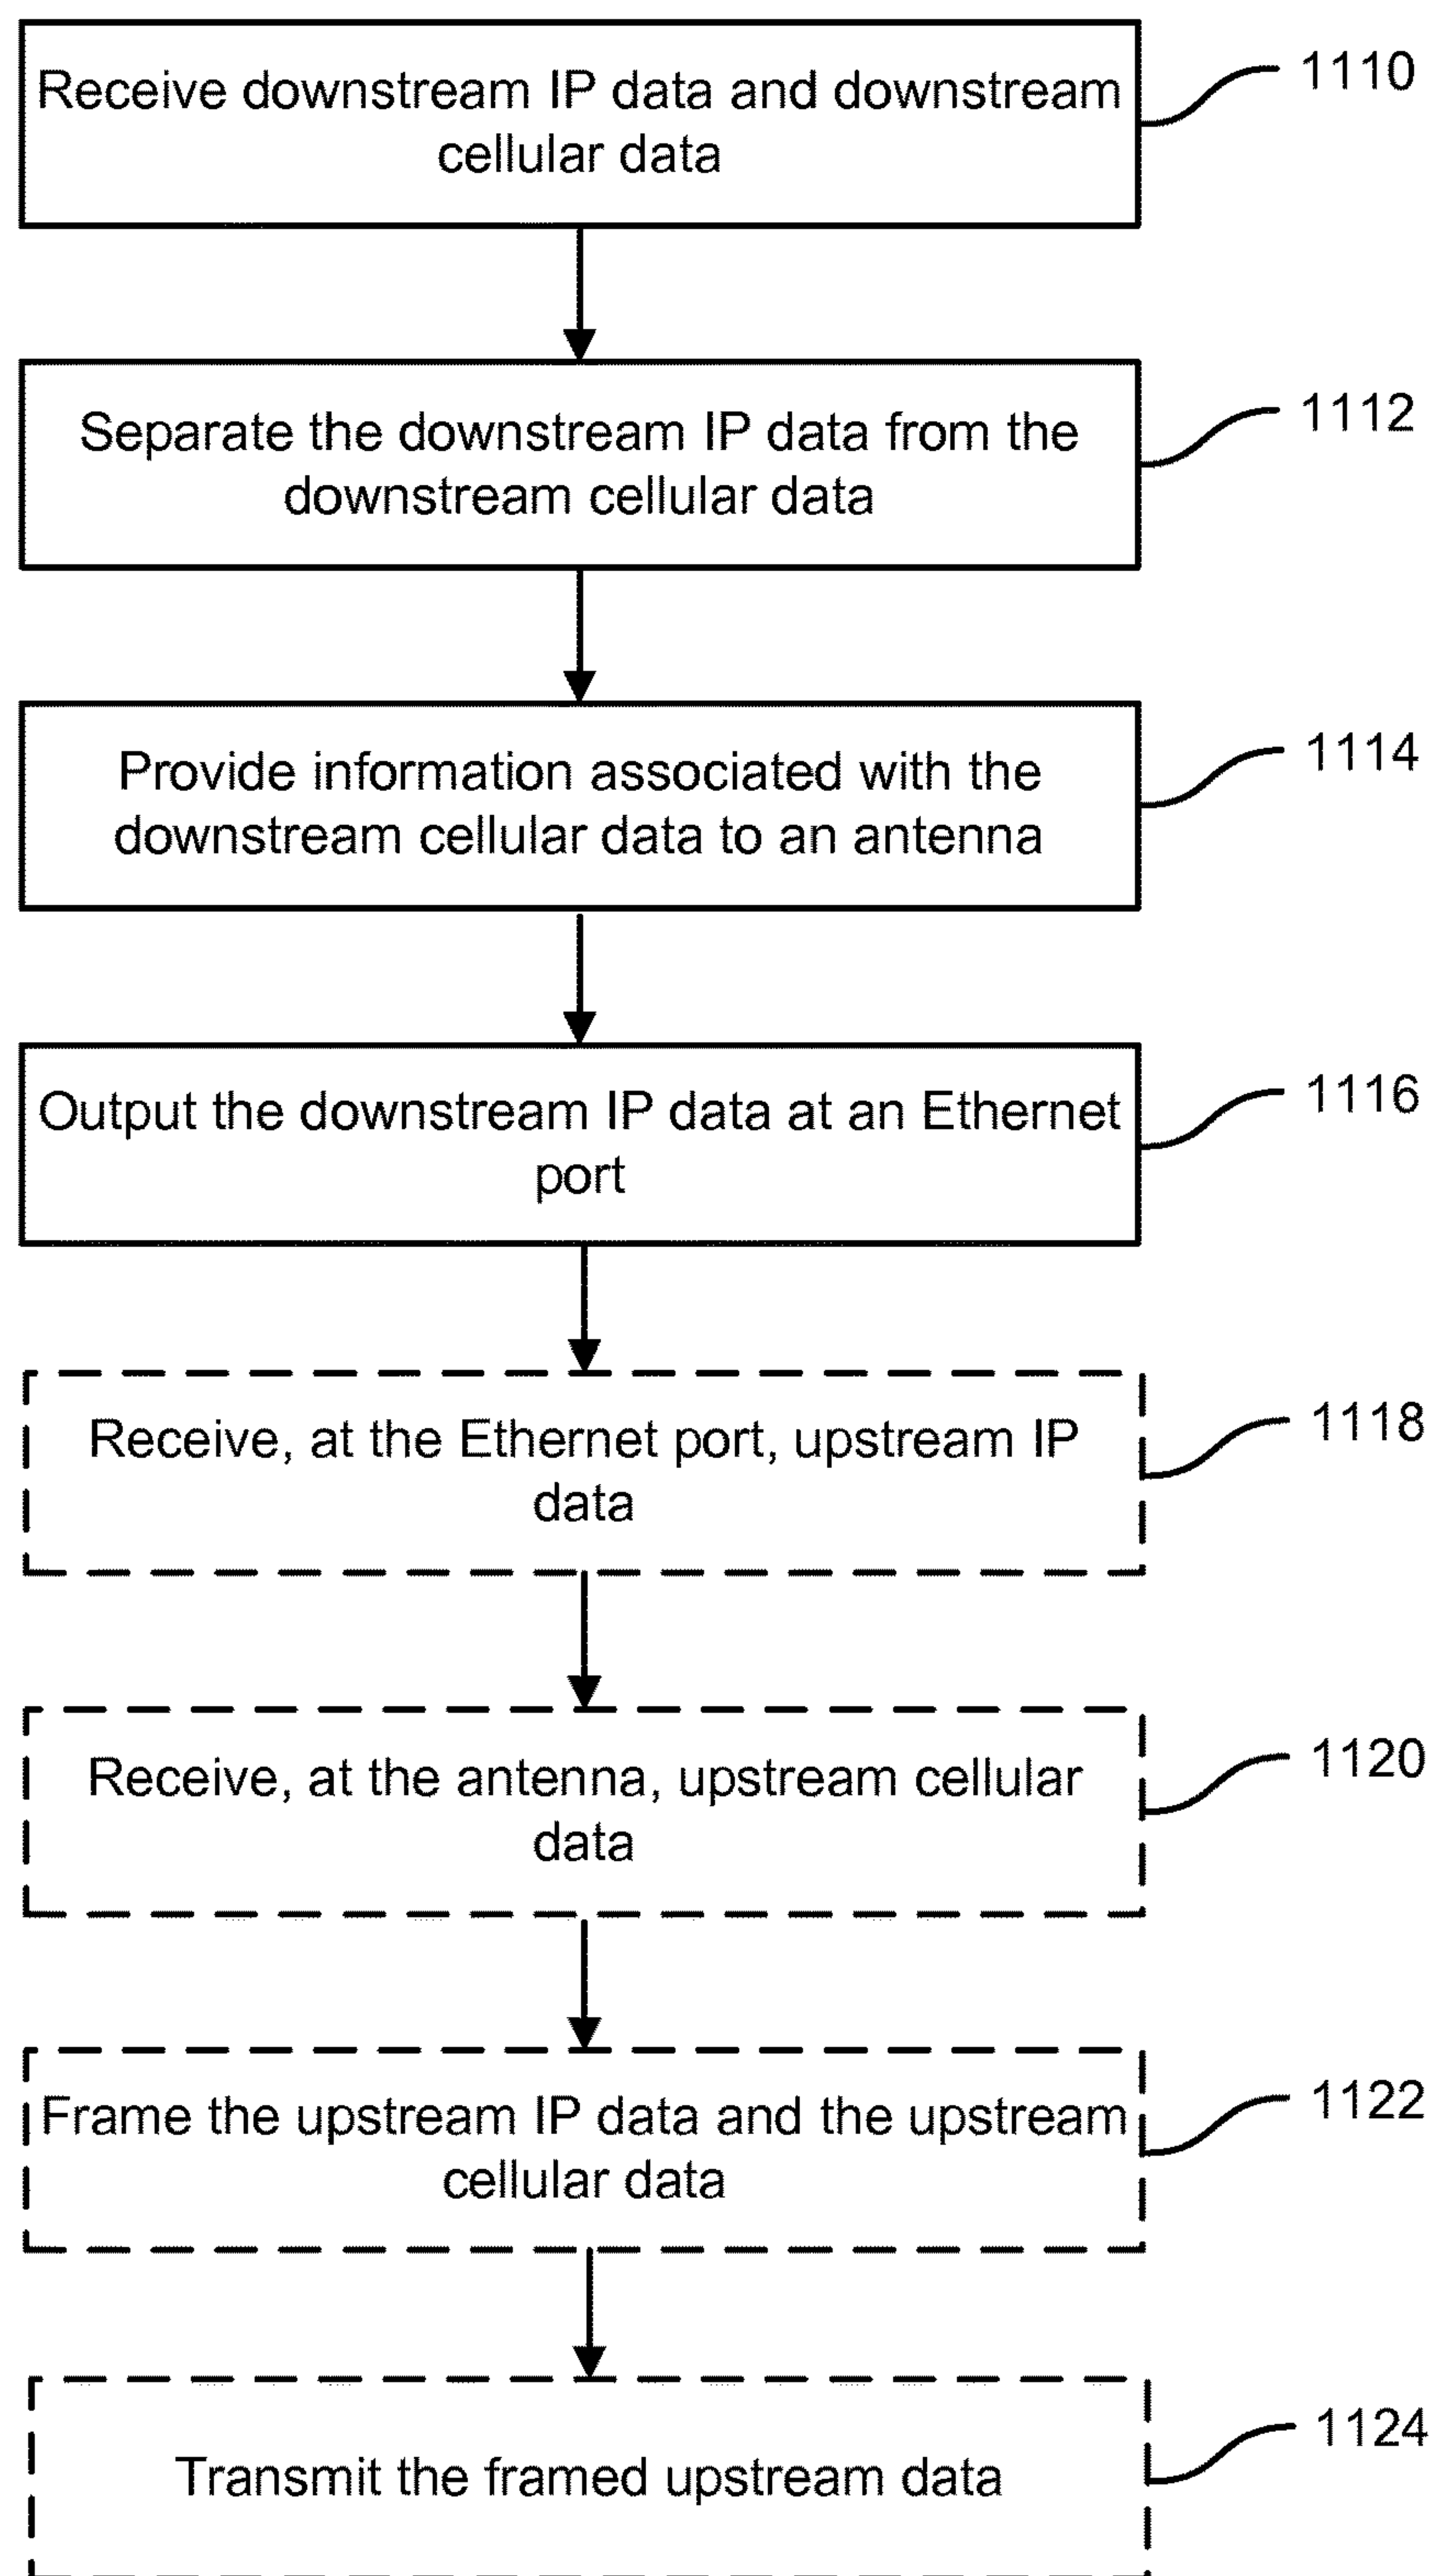 Receive downstream IP data and downstream
cellular data
1110
Separate the downstream IP data from the
downstream cellular data
1112
Provide information associated with the
downstream cellular data to an antenna
1114
Output the downstream IP data at an Ethernet
port
1116
Receive, at the Ethernet port, upstream IP
data
1118
Receive, at the antenna, upstream cellular
data
1120
Frame the upstream IP data and the upstream
cellular data
1122
Transmit the framed upstream data
1124